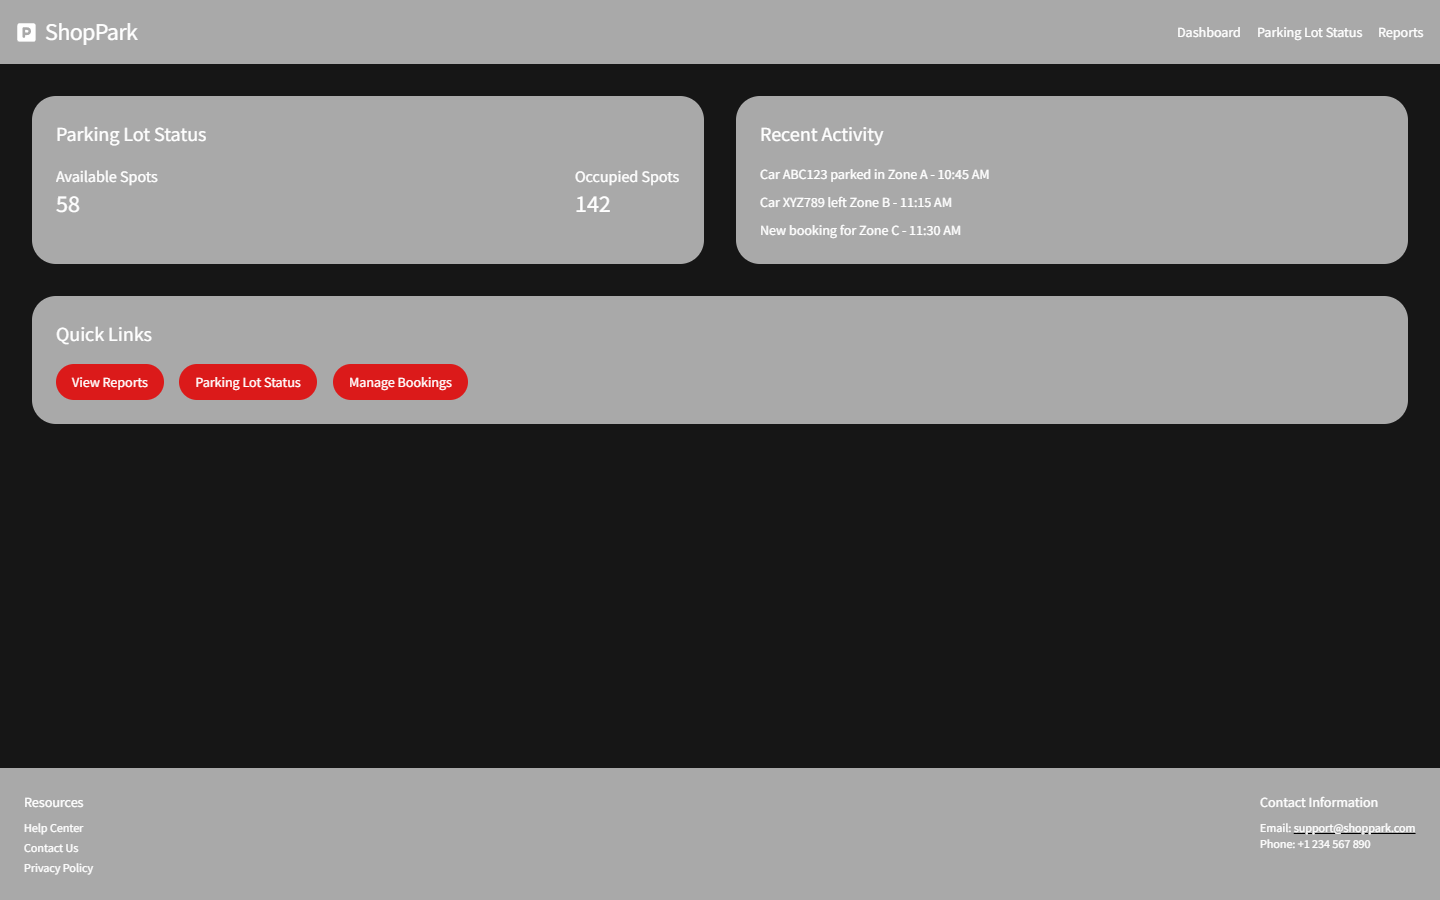 P ShopPark
Dashboard Parking Lot Status Reports
Parking Lot Status
Available Spots
58
Occupied Spots
142
Recent Activity
Car ABC123 parked in Zone A - 10:45 AM
Car XYZ789 left Zone B - 11:15 AM
New booking for Zone C - 11:30 AM
Quick Links
View Reports Parking Lot Status Manage Bookings
Resources
Help Center
Contact Us
Privacy Policy
Contact Information
Email: support@shoppark.com
Phone: +1 234 567 890